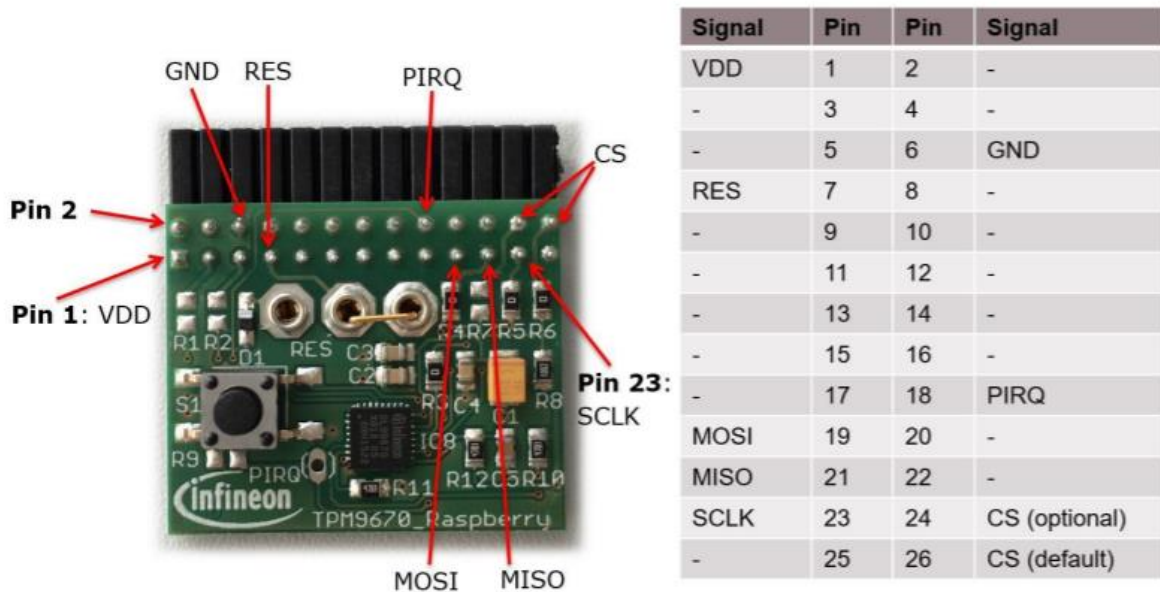 GND RES PIRQ
CS
Pin 2
Pin 1: VDD
R1 R2 D1 RES C3 C2 R4 R7 R5 R6
R3 C4 C1 R8
S1
R9
PIRQ
R11 R12 C5 R10
infineon
TPM9670_Raspberry
Pin 23:
SCLK
MOSI MISO
Signal Pin Pin Signal
VDD 1 2 -
- 3 4 -
- 5 6 GND
RES 7 8 -
- 9 10 -
- 11 12 -
- 13 14 -
- 15 16 -
- 17 18 PIRQ
MOSI 19 20 -
MISO 21 22 -
SCLK 23 24 CS (optional)
- 25 26 CS (default)